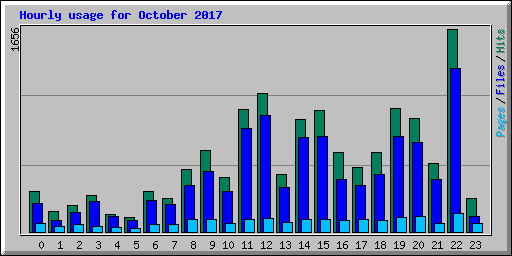 Hourly usage for October 2017
1656
Pages / Files / Hits
0 1 2 3 4 5 6 7 8 9 10 11 12 13 14 15 16 17 18 19 20 21 22 23